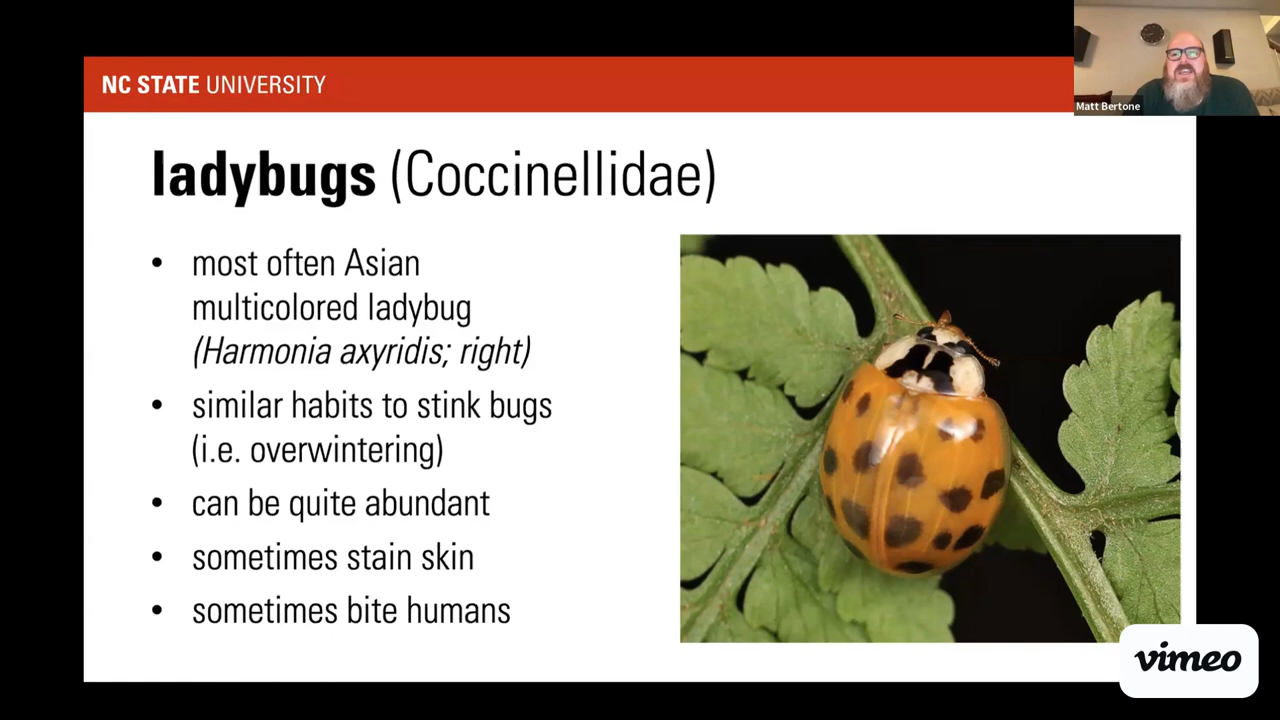 NC STATE UNIVERSITY
Matt Bertone
ladybugs (Coccinellidae)
• most often Asian
multicolored ladybug
(Harmonia axyridis; right)
• similar habits to stink bugs
(i.e. overwintering)
• can be quite abundant
• sometimes stain skin
• sometimes bite humans
vimeo